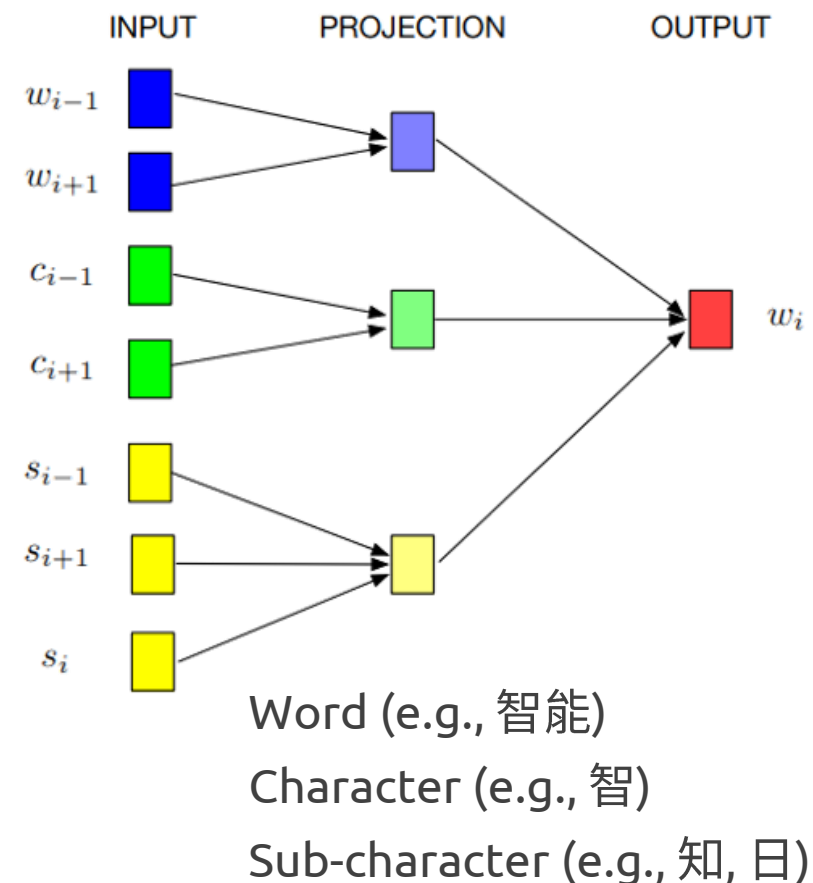 INPUT PROJECTION OUTPUT
w_{i-1}
w_{i+1}
c_{i-1}
w_i
c_{i+1}
s_{i-1}
s_{i+1}
s_i
Word (e.g., 智能)
Character (e.g., 智)
Sub-character (e.g., 知, 日)